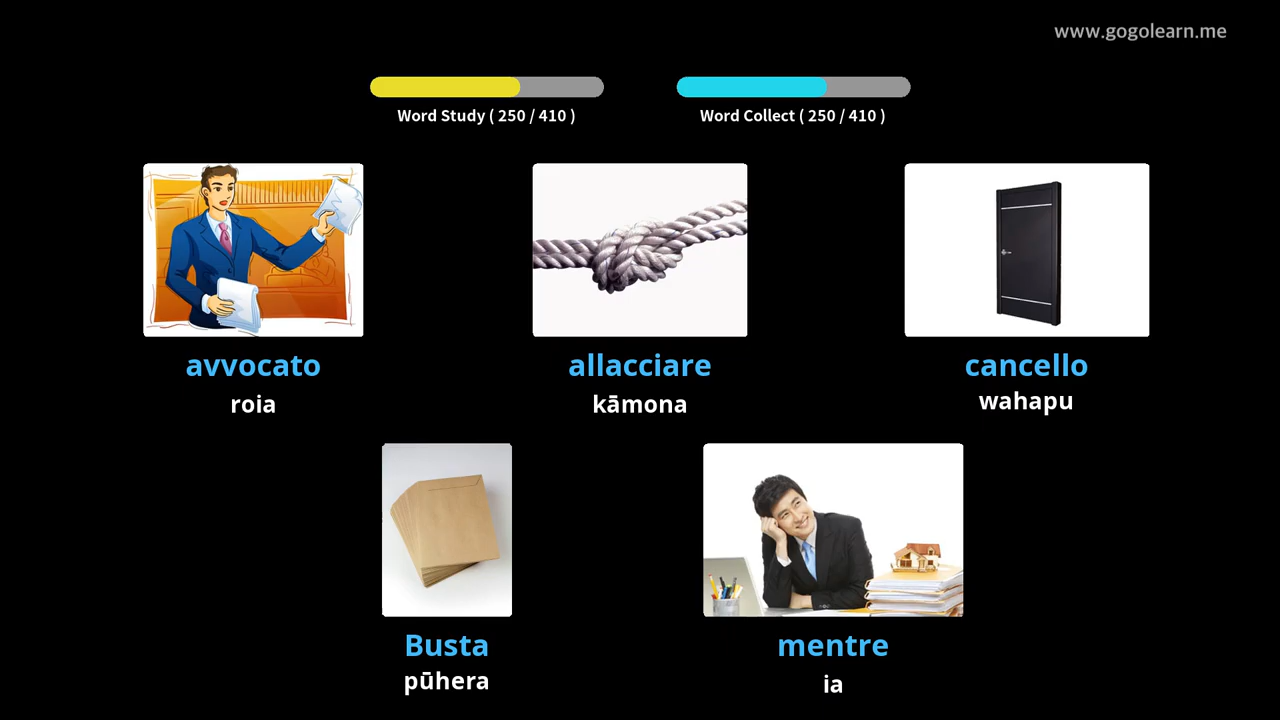 www.gogolearn.me
Word Study ( 250 / 410 )
Word Collect ( 250 / 410 )
avvocato
roia
allacciare
kāmona
cancello
wahapu
Busta
pūhera
mentre
ia